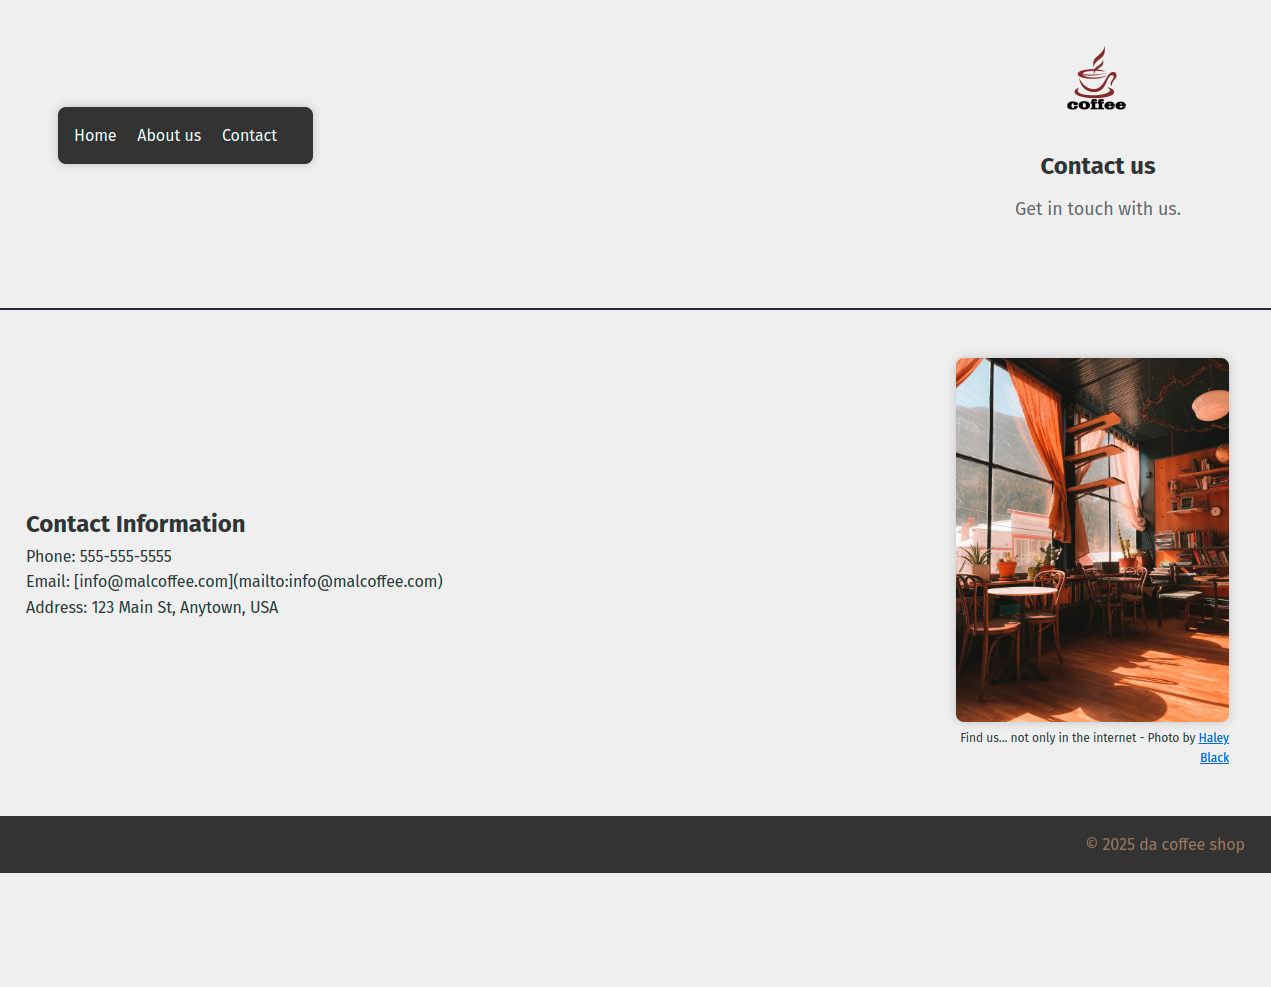 Home About us Contact
coffee
Contact us
Get in touch with us.
Contact Information
Phone: 555-555-5555
Email: [info@malcoffee.com](mailto:info@malcoffee.com)
Address: 123 Main St, Anytown, USA
Find us... not only in the internet - Photo by Haley
Black
© 2025 da coffee shop